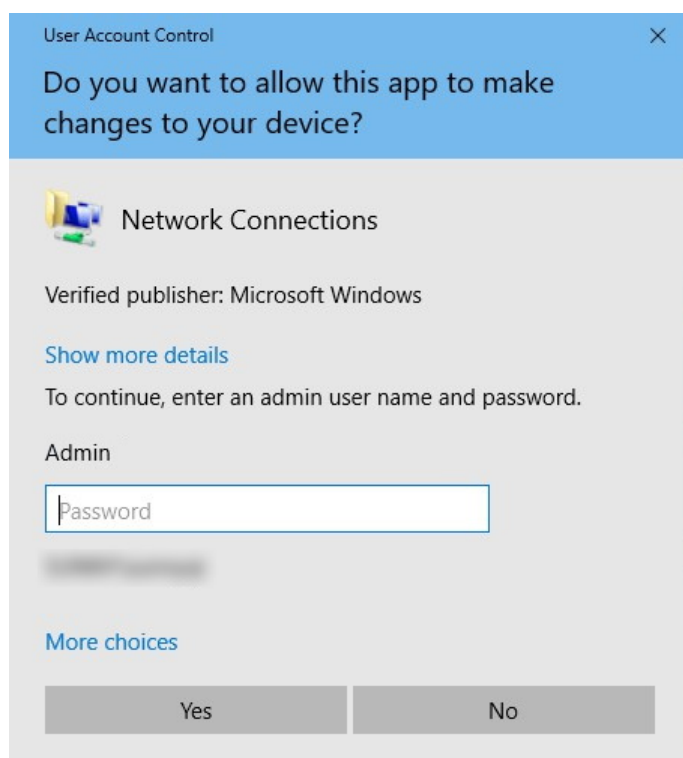 User Account Control
Do you want to allow this app to make
changes to your device?
Network Connections
Verified publisher: Microsoft Windows
Show more details
To continue, enter an admin user name and password.
Admin
Password
More choices
Yes
No